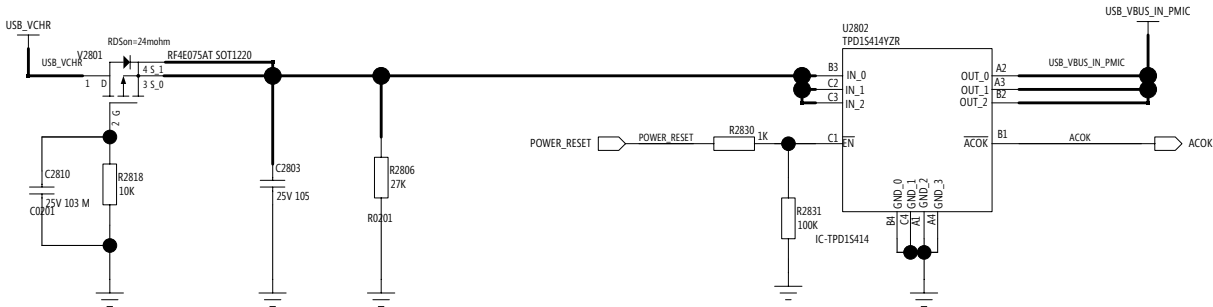 USB_VCHR
USB_VBUS_IN_PMIC
RDSon=24mohm
V2801
RF4E075AT SOT1220
USB_VCHR
4 S_1
1 D
3 S_0
2 G
U2802
TPD1S414YZR
B3 IN_0
C2 IN_1
C3 IN_2
OUT_0 A2
OUT_1 A3
OUT_2 B2
USB_VBUS_IN_PMIC
POWER_RESET
POWER_RESET
R2830
1K
C1 EN
ACOK B1
ACOK
ACOK
C2810
25V 103 M
C0201
R2818
10K
C2803
25V 105
R2806
27K
R0201
R2831
100K
GND_0
GND_1
GND_2
GND_3
B4
C4
A1
A4
IC-TPD1S414